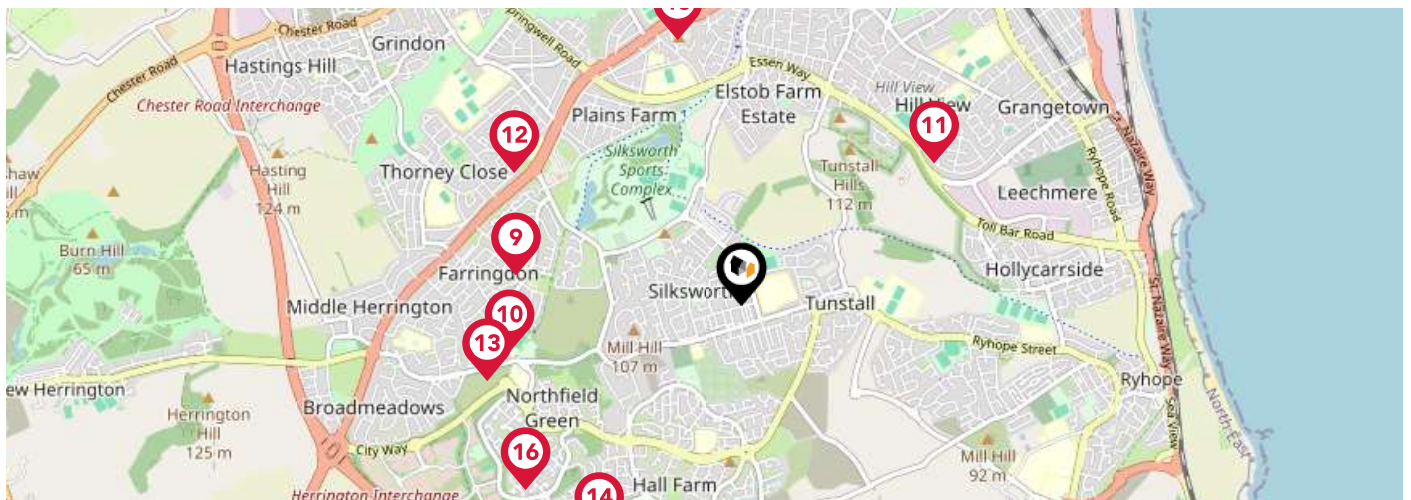 Chester Road
Grindon
Springwell Road
Hastings Hill
Chester Road
Chester Road Interchange
Essen Way
Elstob Farm
Estate
Hill View
Hill View
Grangetown
Plains Farm
11
12
Silksworth
Sports
Complex
Thorney Close
Hasting
Hill
124 m
Tunstall
Hills
112 m
Leechmere
St. Nazaire Way
Ryhope Road
Toll Bar Road
Burn Hill
65 m
9
Farringdon
Hollycarrside
Silksworth
Tunstall
St. Nazaire Way
Middle Herrington
10
13
Mill Hill
107 m
Ryhope Street
Ryhope
ew Herrington
Herrington
Hill
125 m
Broadmeadows
Northfield
Green
City Way
16
Mill Hill
92 m
Sea View
North East
Herrington Interchange
14
Hall Farm